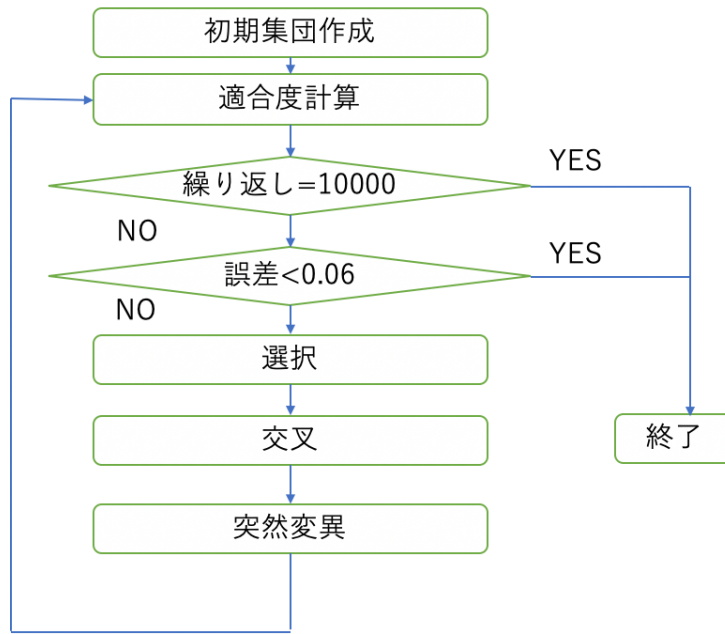 初期集団作成
適合度計算
繰り返し=10000
YES
NO
誤差<0.06
YES
NO
選択
交叉
終了
突然変異